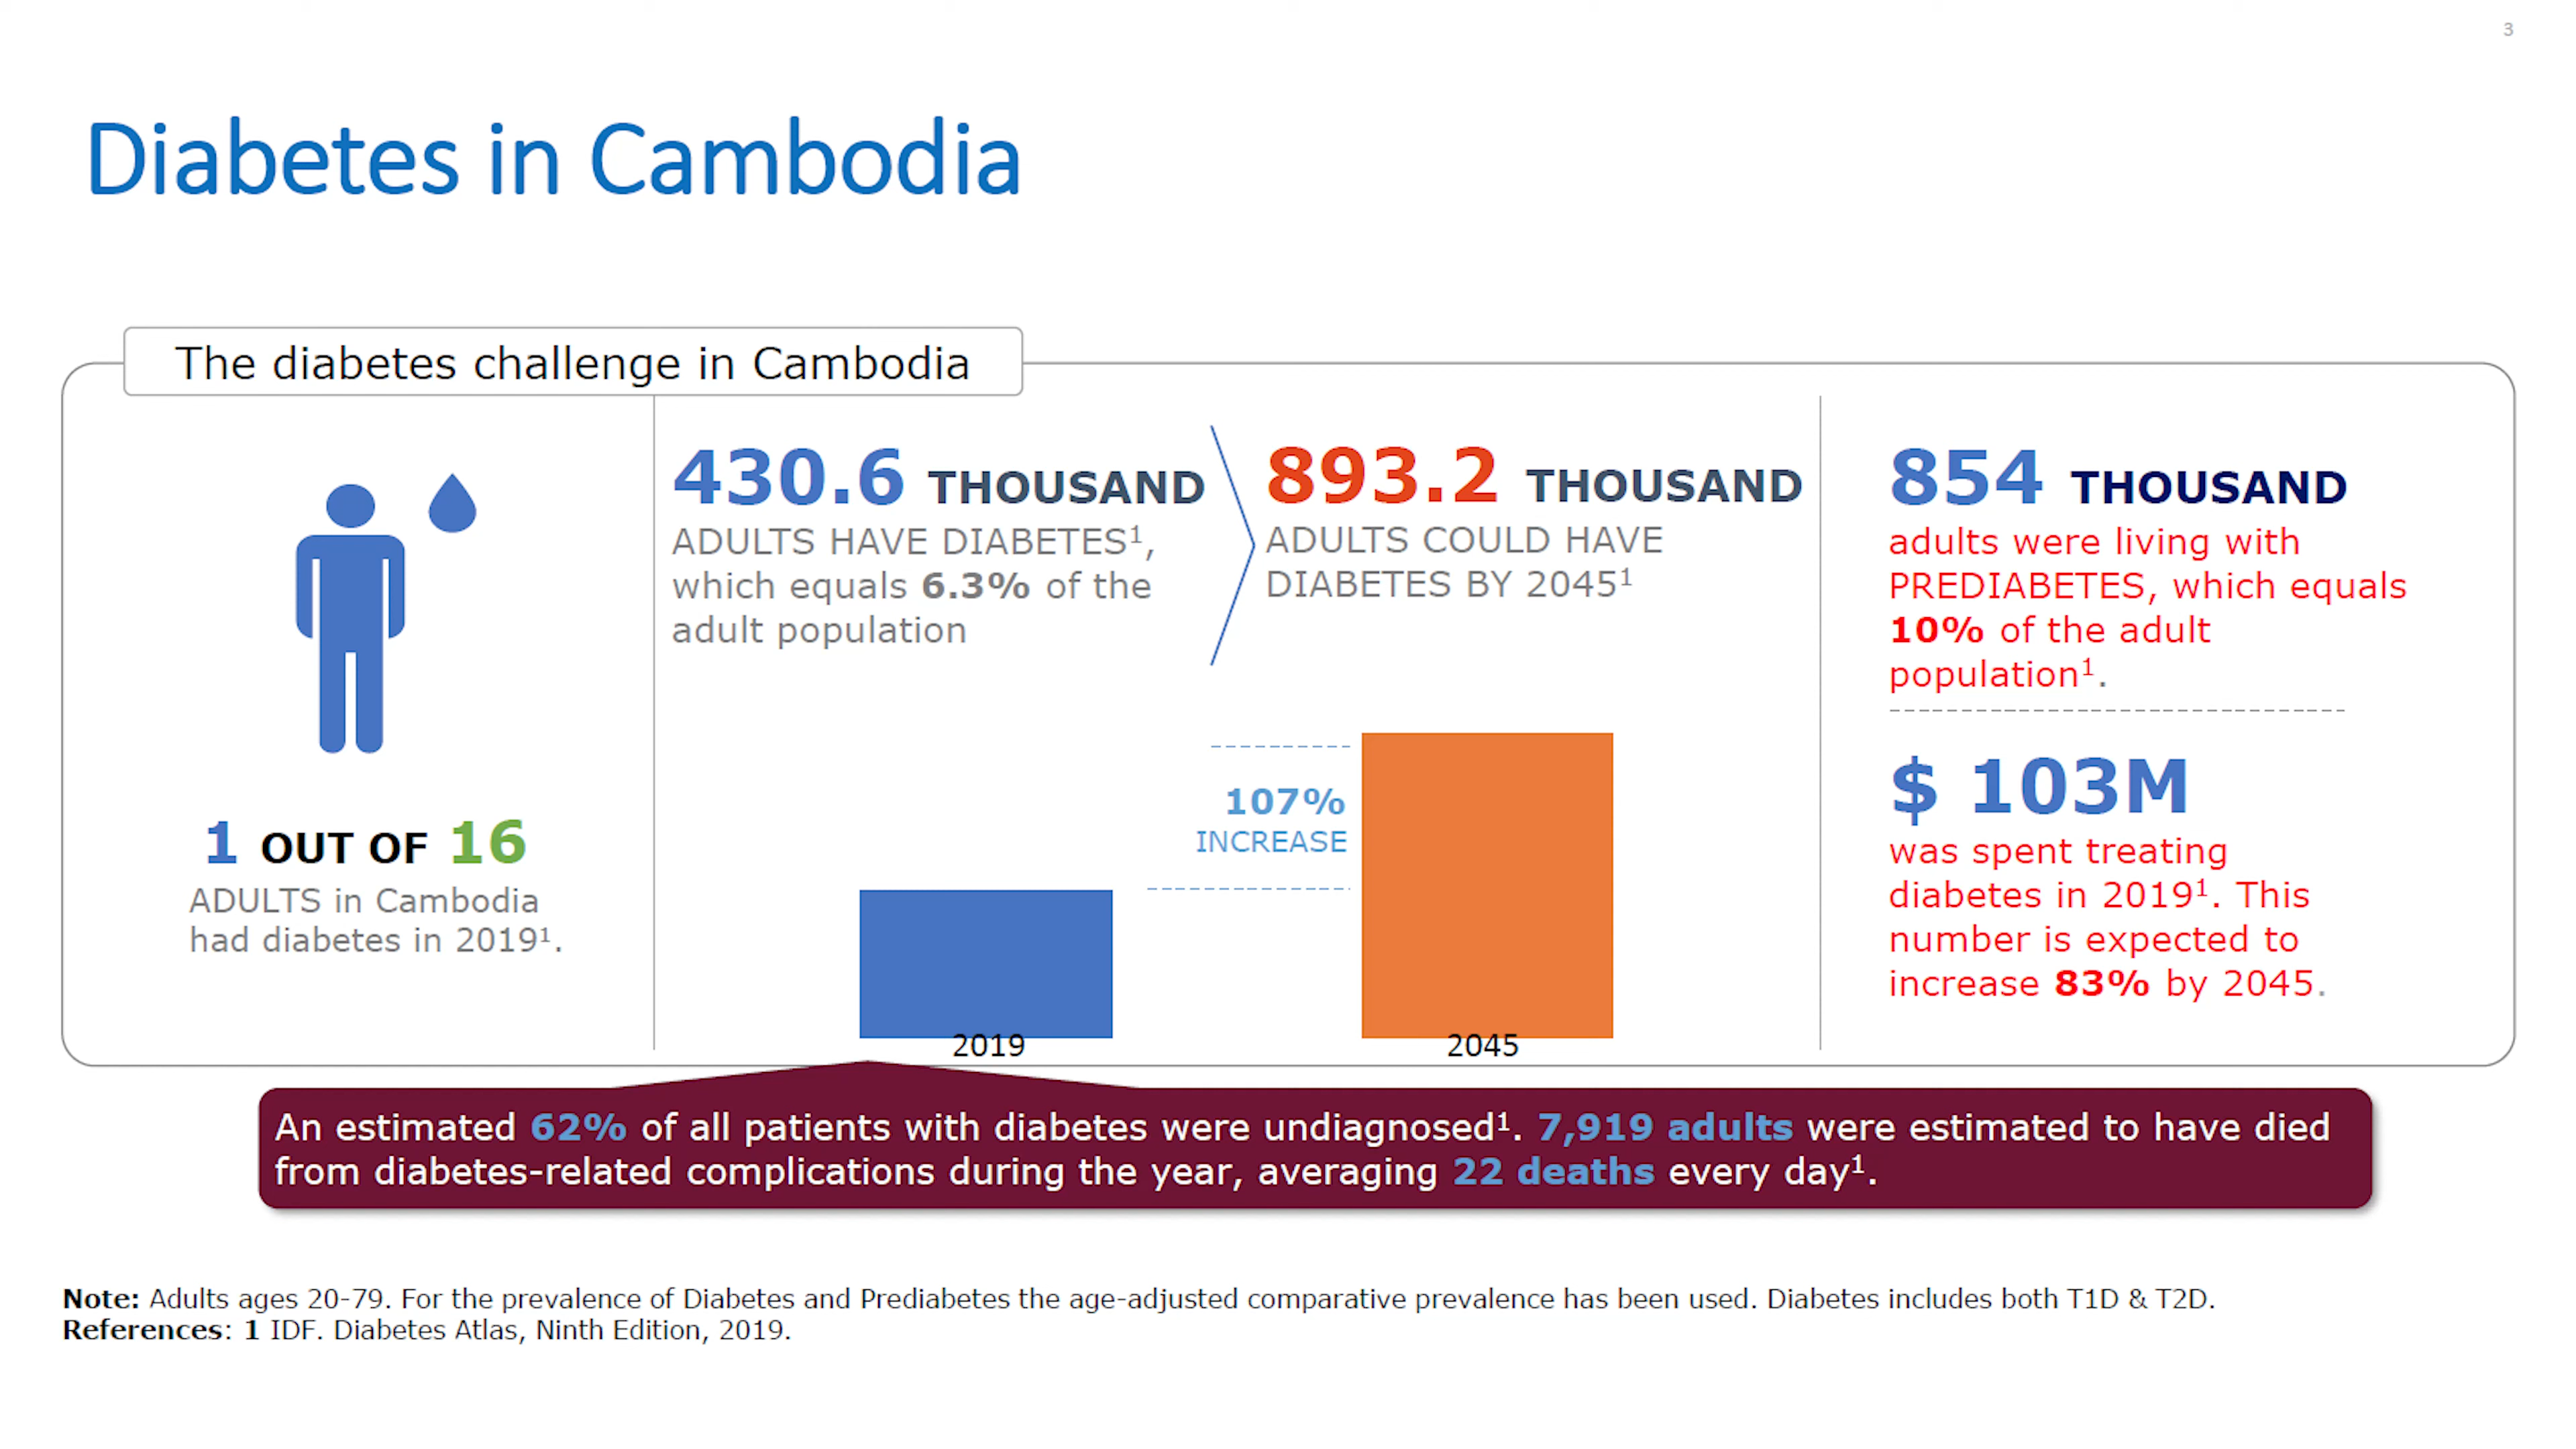 3
Diabetes in Cambodia
The diabetes challenge in Cambodia
1 OUT OF 16
ADULTS in Cambodia
had diabetes in 2019¹.
430.6 THOUSAND
ADULTS HAVE DIABETES¹,
which equals 6.3% of the
adult population
893.2 THOUSAND
ADULTS COULD HAVE
DIABETES BY 2045¹
107%
INCREASE
2019
2045
854 THOUSAND
adults were living with
PREDIABETES, which equals
10% of the adult
population¹.
$ 103M
was spent treating
diabetes in 2019¹. This
number is expected to
increase 83% by 2045.
An estimated 62% of all patients with diabetes were undiagnosed¹. 7,919 adults were estimated to have died
from diabetes-related complications during the year, averaging 22 deaths every day¹.
Note: Adults ages 20-79. For the prevalence of Diabetes and Prediabetes the age-adjusted comparative prevalence has been used. Diabetes includes both T1D & T2D.
References: 1 IDF. Diabetes Atlas, Ninth Edition, 2019.